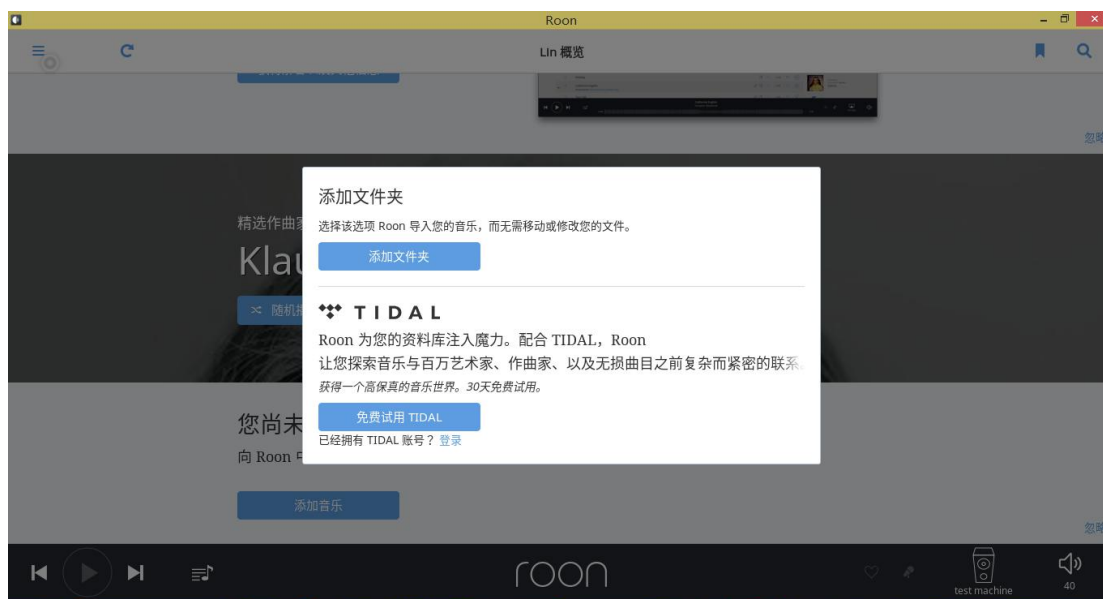 Roon
Lin 概览
忽略
精选作曲家
Klau
随机播
添加文件夹
选择该选项 Roon 导入您的音乐，而无需移动或修改您的文件。
添加文件夹
TIDAL
Roon 为您的资料库注入魔力。配合 TIDAL，Roon
让您探索音乐与百万艺术家、作曲家、以及无损曲目之前复杂而紧密的联系
获得一个高保真的音乐世界。30天免费试用。
免费试用 TIDAL
已经拥有 TIDAL 账号？ 登录
您尚未
向 Roon 中
添加音乐
忽略
roon
test machine
40